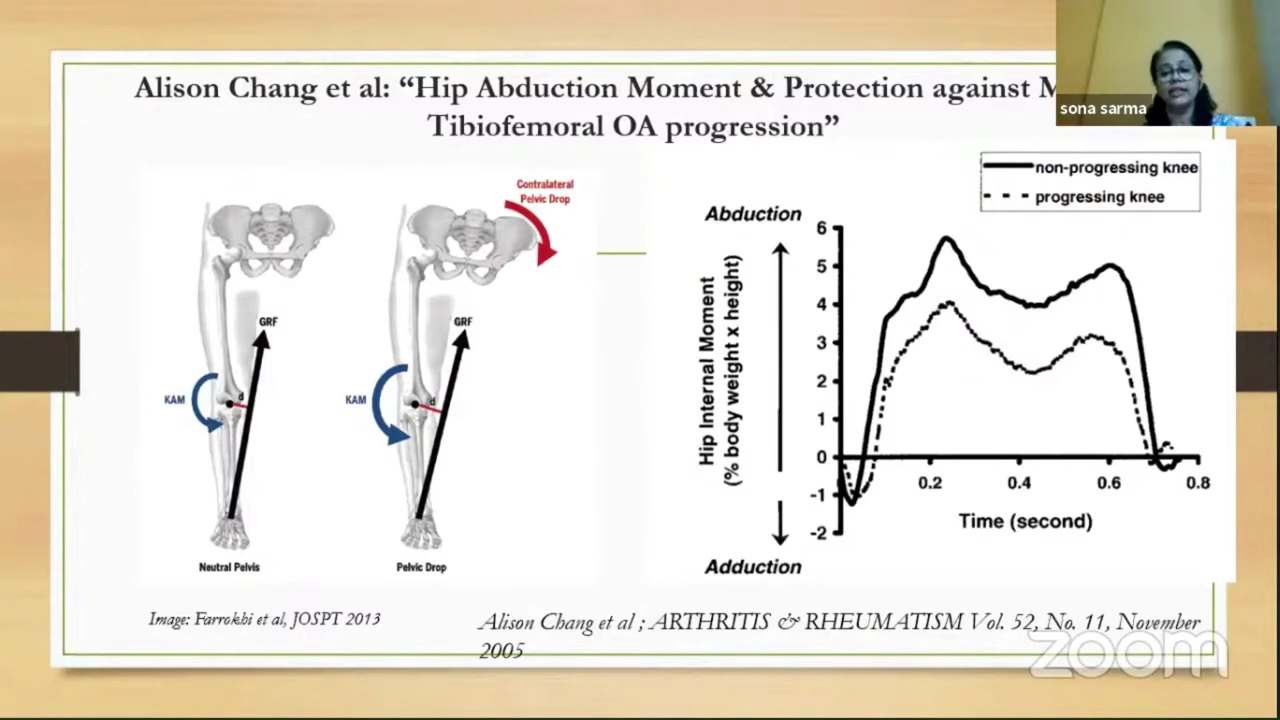 Alison Chang et al: “Hip Abduction Moment & Protection against M
Tibiofemoral OA progression”
sona sarma
Contralateral
Pelvic Drop
GRF
GRF
KAM
d
KAM
d
Neutral Pelvis
Pelvic Drop
non-progressing knee
progressing knee
Abduction
6
5
4
3
2
1
0
-1
-2
Hip Internal Moment
(% body weight x height)
0.2 0.4 0.6 0.8
Time (second)
Adduction
Image: Farrokhi et al, JOSPT 2013
Alison Chang et al ; ARTHRITIS & RHEUMATISM Vol. 52, No. 11, November
2005
zoom